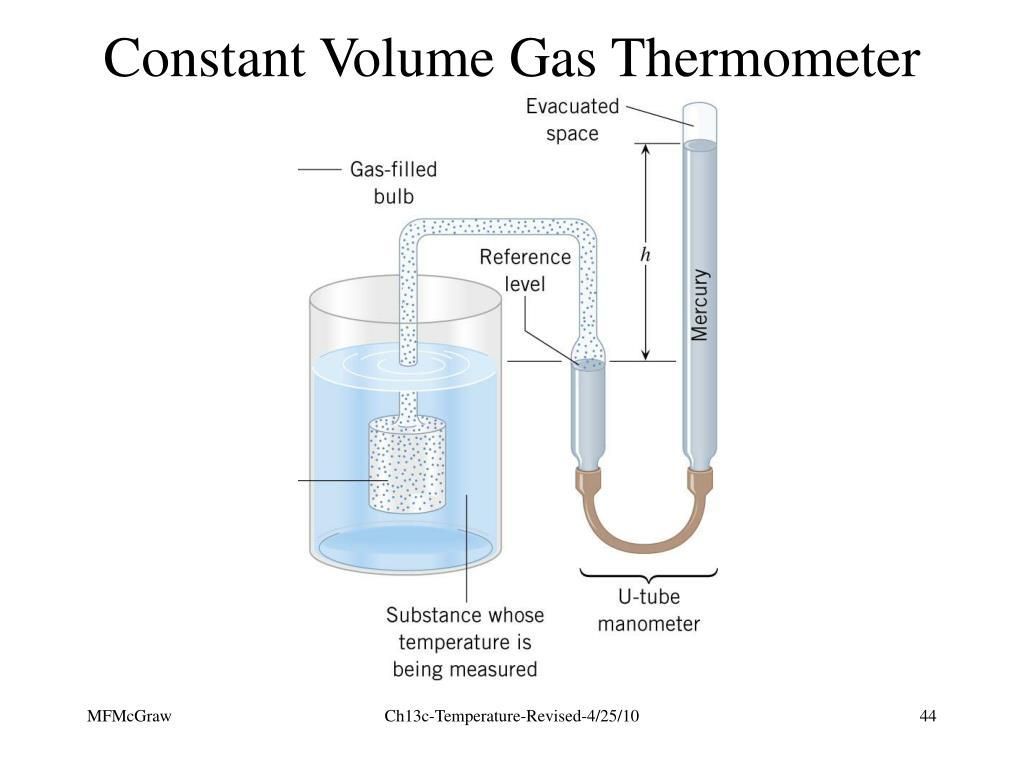 Constant Volume Gas Thermometer
Evacuated
space
Gas-filled
bulb
Reference
level
h
Mercury
Substance whose
temperature is
being measured
U-tube
manometer
MFMcGraw
Ch13c-Temperature-Revised-4/25/10
44